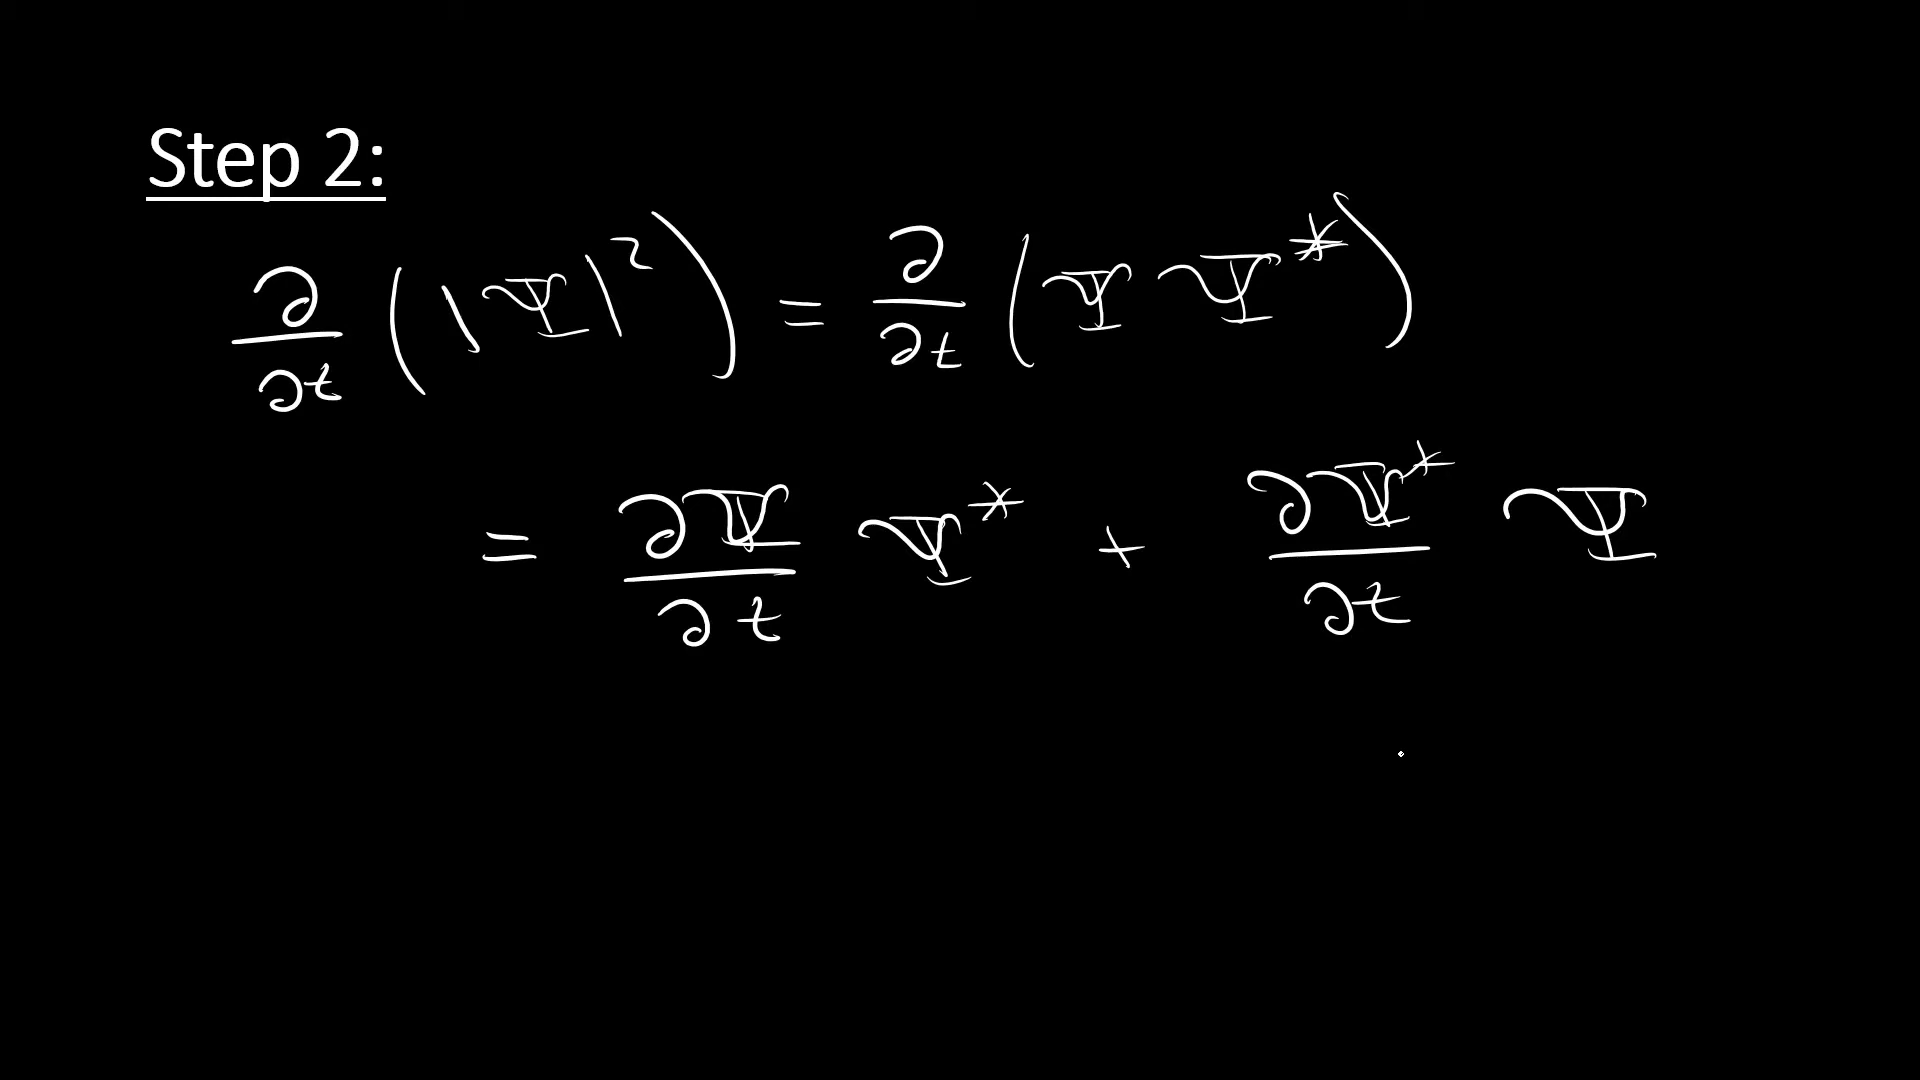 Step 2:
∂/∂t (|Ψ|²) = ∂/∂t (Ψ Ψ*)
= ∂Ψ/∂t Ψ* + ∂Ψ*/∂t Ψ